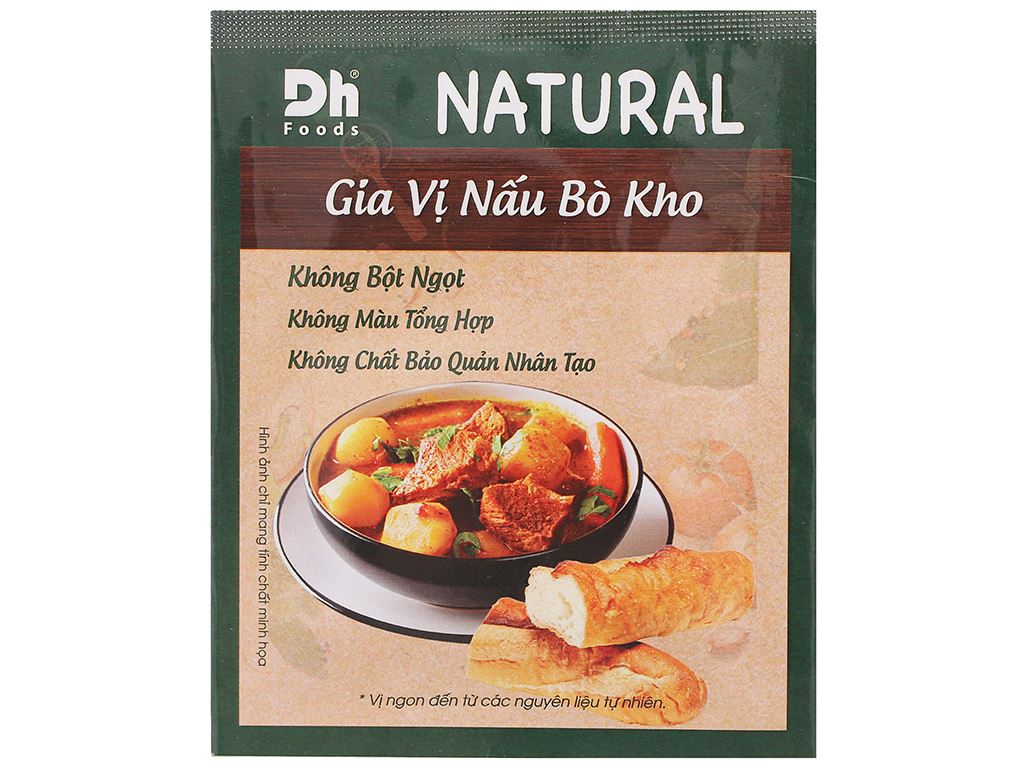 Dh®
Foods
NATURAL
Gia Vị Nấu Bò Kho
Không Bột Ngọt
Không Màu Tổng Hợp
Không Chất Bảo Quản Nhân Tạo
Hình ảnh chỉ mang tính chất minh họa
* Vị ngon đến từ các nguyên liệu tự nhiên.